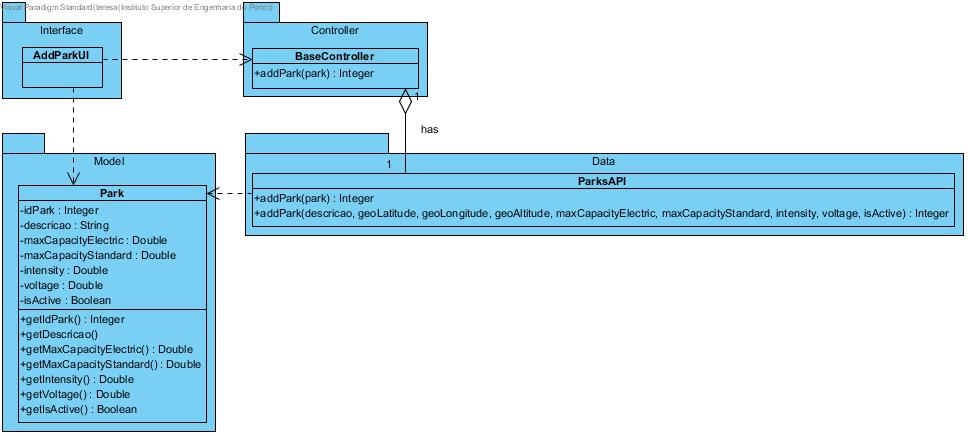 Visual Paradigm Standard(teresa(Instituto Superior de Engenharia do Porto))
Interface
AddParkUI
Controller
BaseController
+addPark(park) : Integer
1
has
1
Model
Park
-idPark : Integer
-descricao : String
-maxCapacityElectric : Double
-maxCapacityStandard : Double
-intensity : Double
-voltage : Double
-isActive : Boolean
+getIdPark() : Integer
+getDescricao()
+getMaxCapacityElectric() : Double
+getMaxCapacityStandard() : Double
+getIntensity() : Double
+getVoltage() : Double
+getIsActive() : Boolean
Data
ParksAPI
+addPark(park) : Integer
+addPark(descricao, geoLatitude, geoLongitude, geoAltitude, maxCapacityElectric, maxCapacityStandard, intensity, voltage, isActive) : Integer